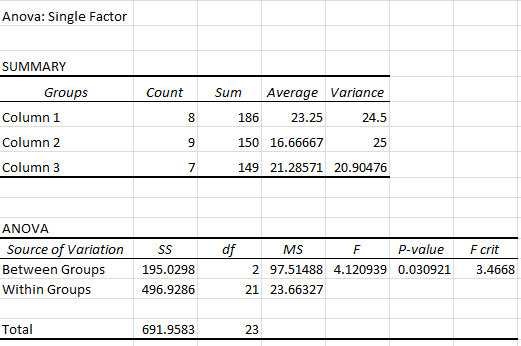 Anova: Single Factor
SUMMARY
Groups Count Sum Average Variance
Column 1 8 186 23.25 24.5
Column 2 9 150 16.66667 25
Column 3 7 149 21.28571 20.90476
ANOVA
Source of Variation SS df MS F P-value F crit
Between Groups 195.0298 2 97.51488 4.120939 0.030921 3.4668
Within Groups 496.9286 21 23.66327
Total 691.9583 23